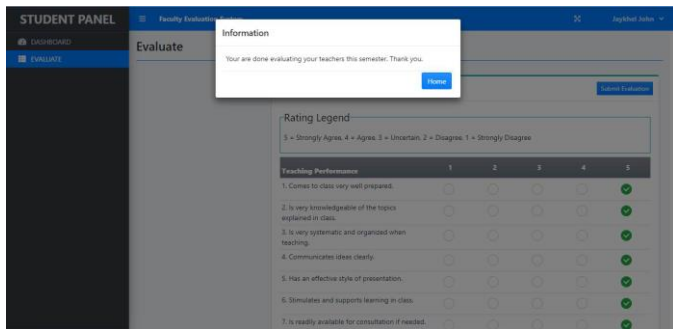 STUDENT PANEL
Faculty Evaluation System
Jaykhel John
DASHBOARD
EVALUATE
Evaluate
Information
Your are done evaluating your teachers this semester. Thank you.
Home
Submit Evaluation
Rating Legend
5 = Strongly Agree, 4 = Agree, 3 = Uncertain, 2 = Disagree, 1 = Strongly Disagree
Teaching Performance 1 2 3 4 5
1. Comes to class very well prepared.
2. Is very knowledgeable of the topics
explained in class.
3. Is very systematic and organized when
teaching.
4. Communicates ideas clearly.
5. Has an effective style of presentation.
6. Stimulates and supports learning in class.
7. Is readily available for consultation if needed.